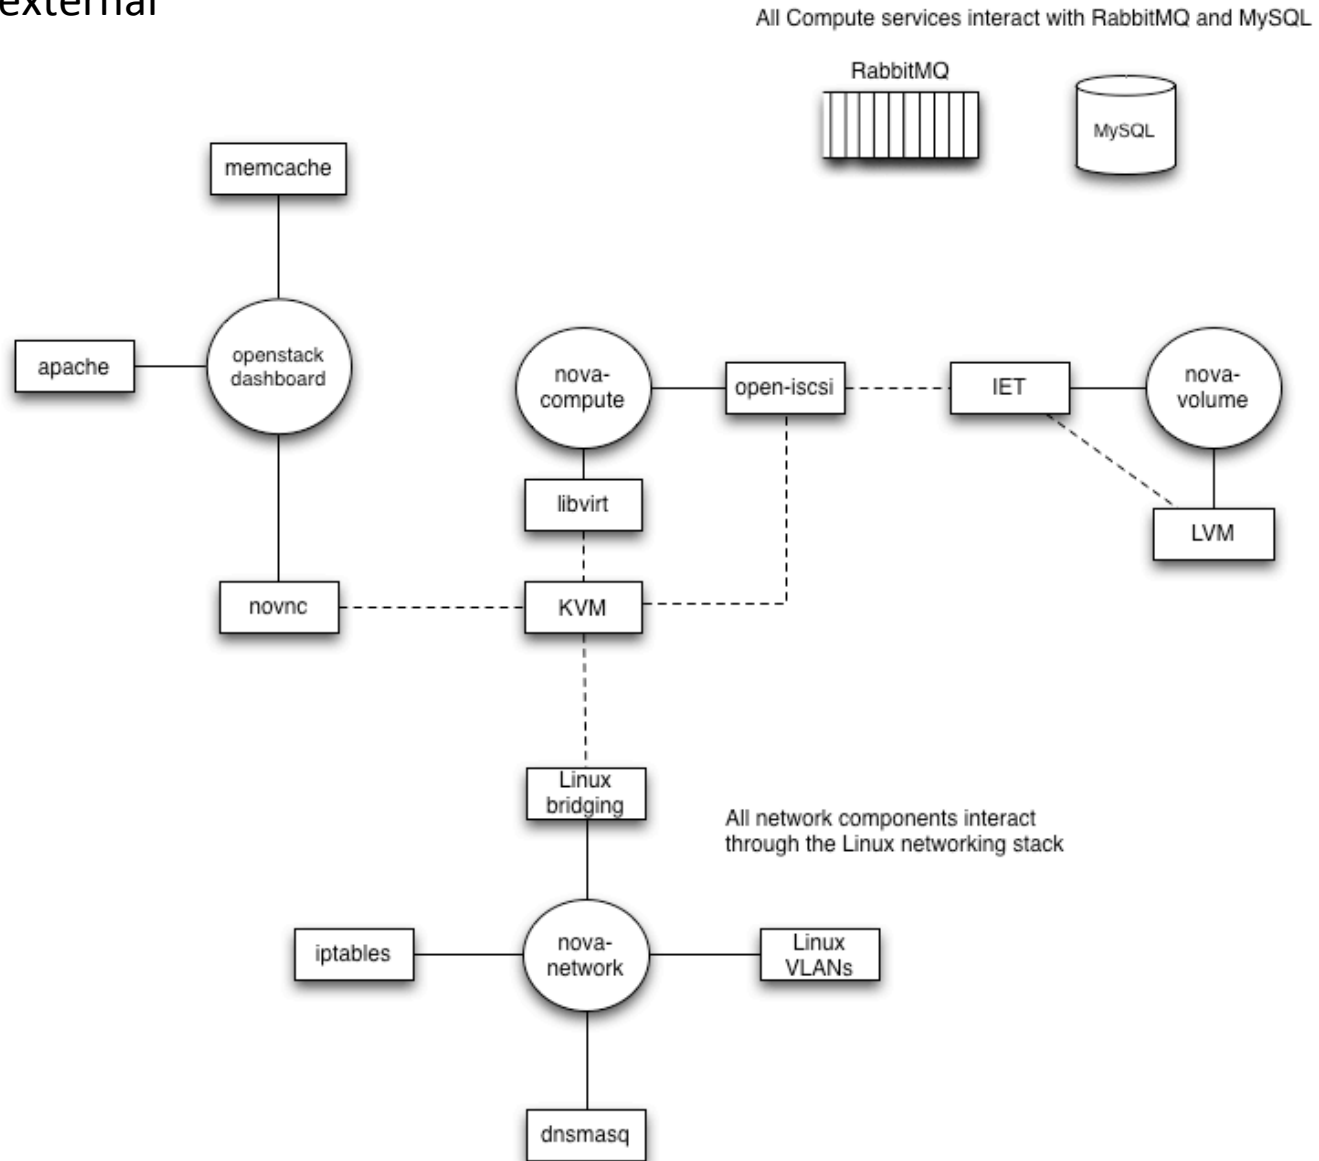 external
All Compute services interact with RabbitMQ and MySQL
RabbitMQ
MySQL
memcache
apache
openstack
dashboard
nova-
compute
open-iscsi
IET
nova-
volume
libvirt
LVM
novnc
KVM
Linux
bridging
All network components interact
through the Linux networking stack
iptables
nova-
network
Linux
VLANs
dnsmasq